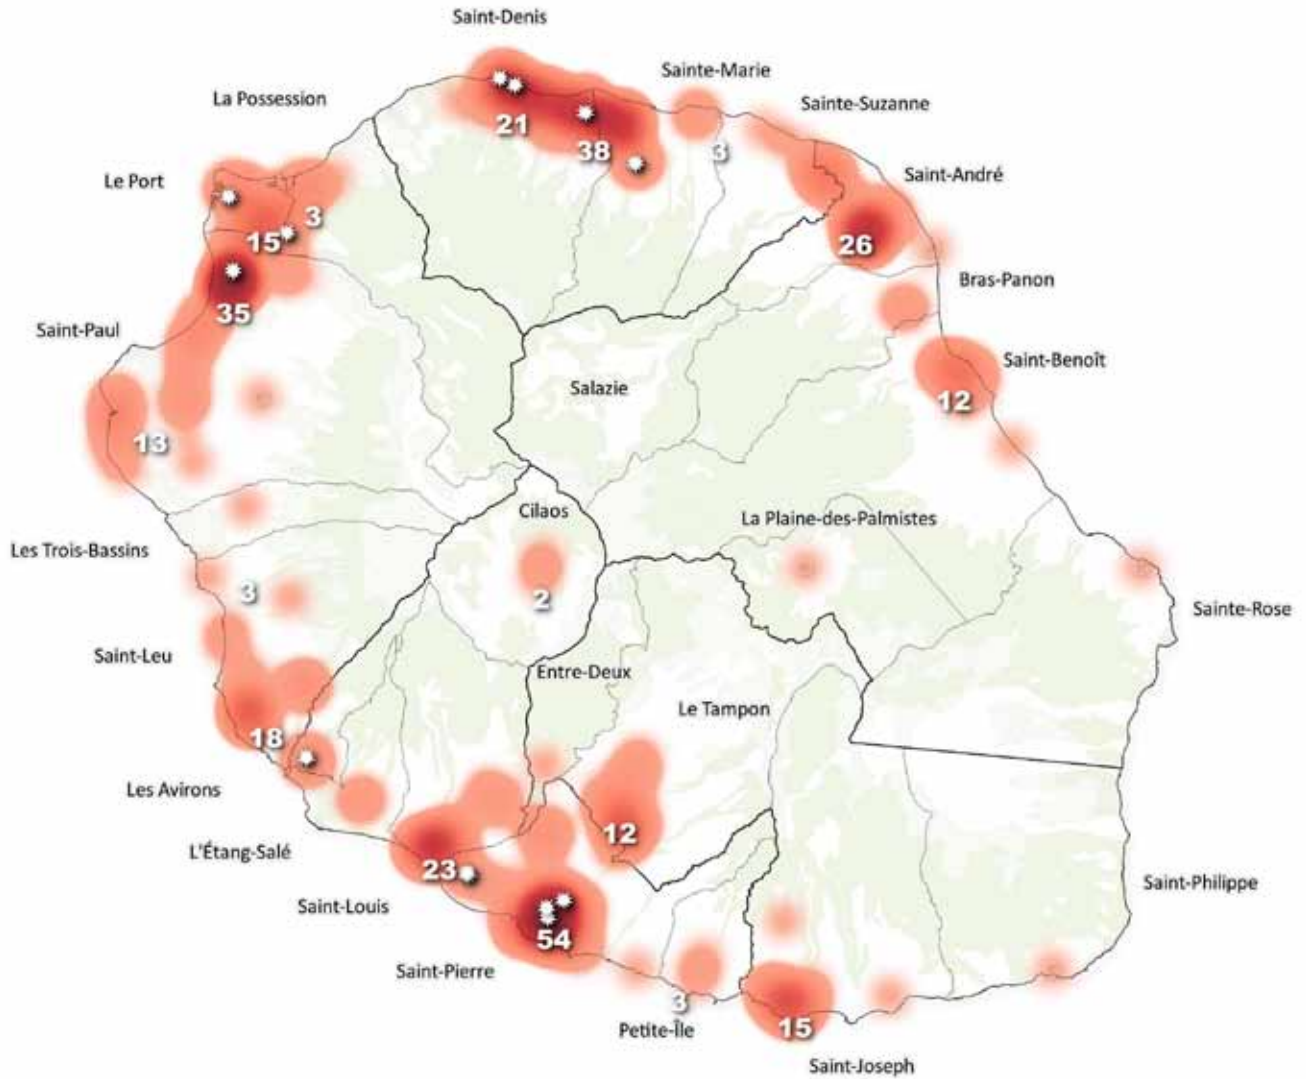 Saint-Denis
Sainte-Marie
La Possession
Sainte-Suzanne
21
38
3
Saint-André
Le Port
3
15
26
Bras-Panon
35
Saint-Paul
Saint-Benoît
Salazie
12
13
Cilaos
La Plaine-des-Palmistes
Les Trois-Bassins
3
2
Sainte-Rose
Saint-Leu
Entre-Deux
Le Tampon
18
Les Avirons
12
L'Étang-Salé
23
Saint-Philippe
Saint-Louis
54
Saint-Pierre
3
Petite-Île
15
Saint-Joseph